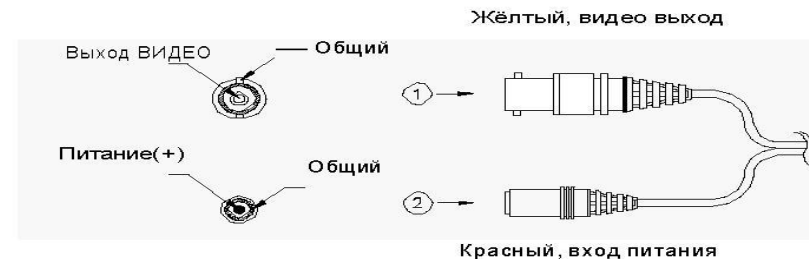 Жёлтый, видео выход
Выход ВИДЕО
Общий
1
Питание(+)
Общий
2
Красный, вход питания